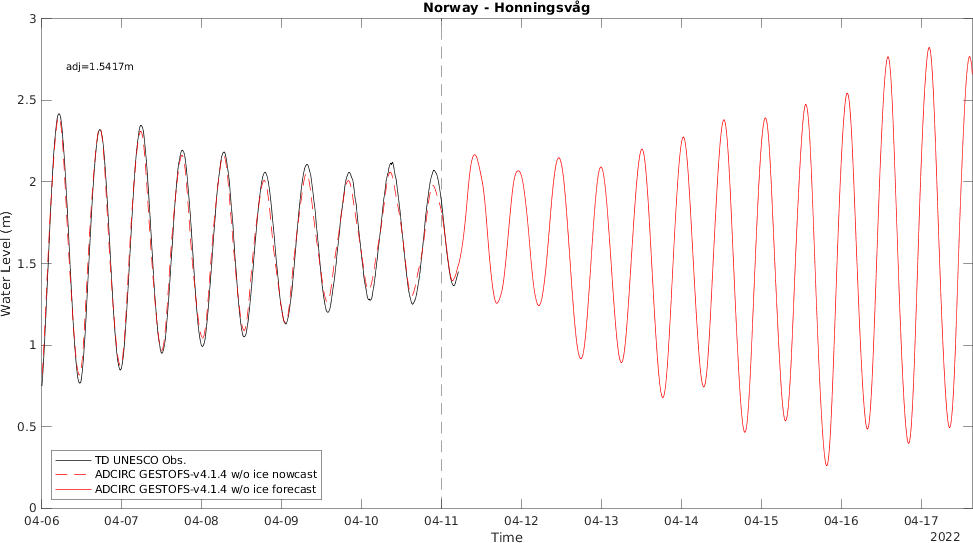 Norway - Honningsvåg
adj=1.5417m
3
2.5
2
1.5
1
0.5
0
Water Level (m)
TD UNESCO Obs.
ADCIRC GESTOFS-v4.1.4 w/o ice nowcast
ADCIRC GESTOFS-v4.1.4 w/o ice forecast
04-06 04-07 04-08 04-09 04-10 04-11 04-12 04-13 04-14 04-15 04-16 04-17
Time
2022